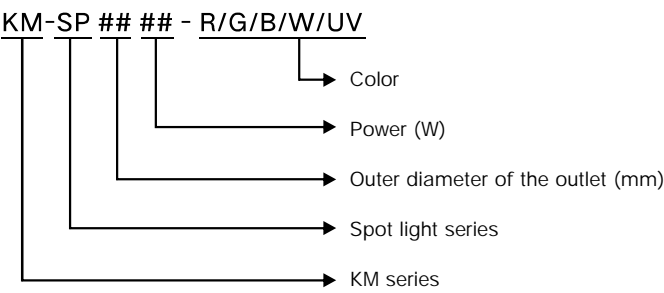 KM-SP ## ## - R/G/B/W/UV
Color
Power (W)
Outer diameter of the outlet (mm)
Spot light series
KM series